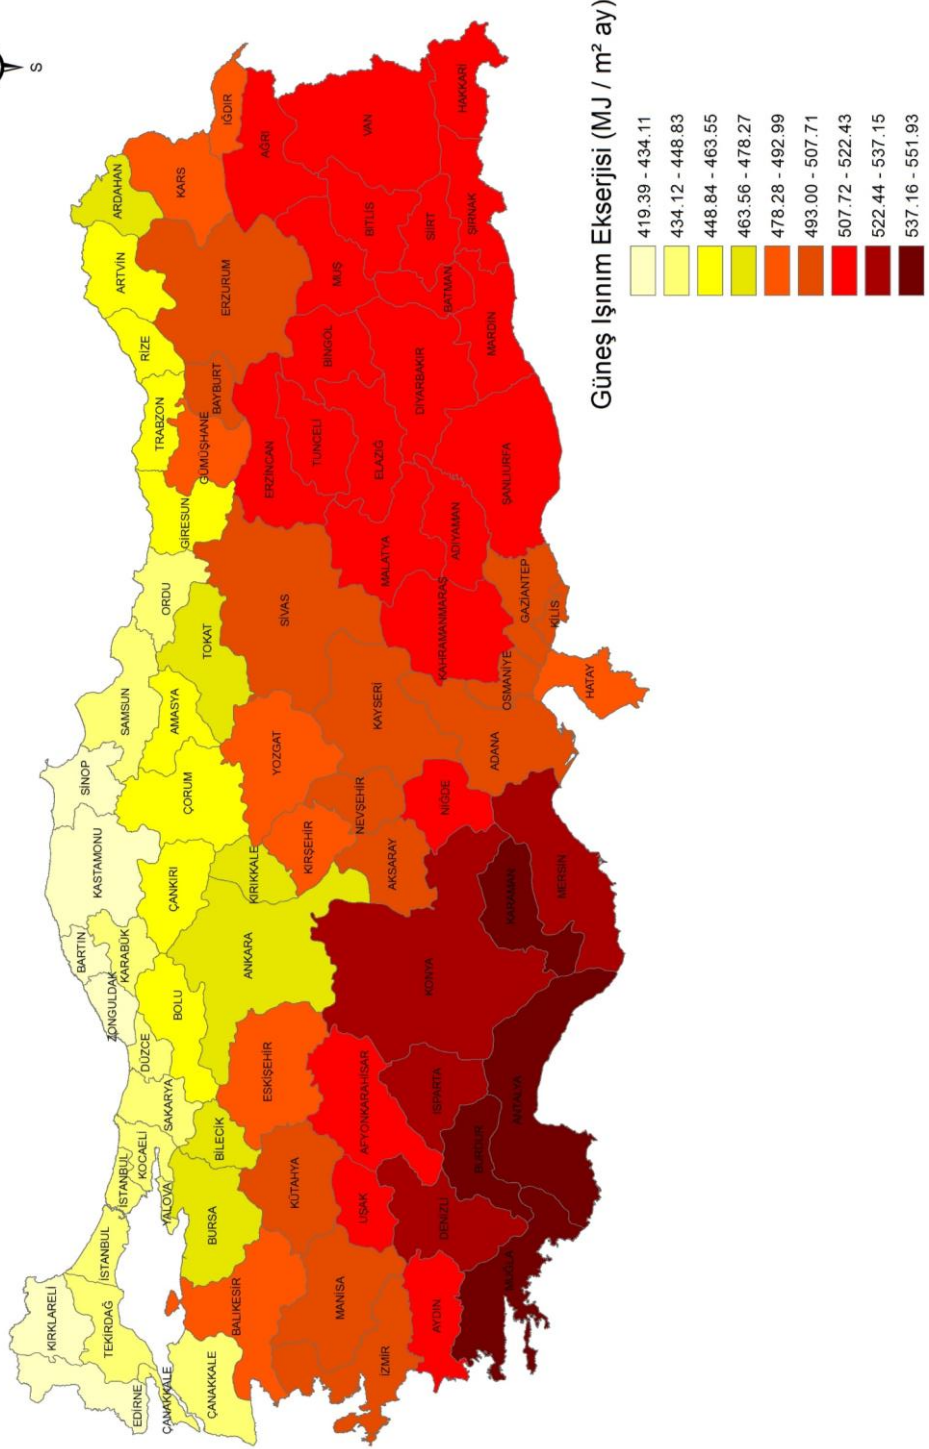 S
KIRKLARELİ
EDİRNE
TEKİRDAĞ
İSTANBUL
İSTANBUL
KOCAELİ
YALOVA
ÇANAKKALE
ÇANAKKALE
SAKARYA
DÜZCE
ZONGULDAK
BARTIN
KARABÜK
KASTAMONU
SİNOP
SAMSUN
ORDU
GİRESUN
TRABZON
RİZE
ARTVİN
ARDAHAN
BALIKESİR
BURSA
BİLECİK
BOLU
ÇANKIRI
ÇORUM
AMASYA
TOKAT
GÜMÜŞHANE
BAYBURT
ERZURUM
KARS
IĞDIR
AĞRI
KÜTAHYA
ESKİŞEHİR
ANKARA
KIRIKKALE
KIRŞEHİR
YOZGAT
SİVAS
ERZİNCAN
TUNCELİ
BİNGÖL
MUŞ
VAN
MANİSA
İZMİR
UŞAK
AFYONKARAHİSAR
AKSARAY
NEVŞEHİR
KAYSERİ
MALATYA
ELAZIĞ
DİYARBAKIR
BİTLİS
SİİRT
BATMAN
HAKKARİ
ŞIRNAK
AYDIN
DENİZLİ
ISPARTA
BURDUR
KONYA
KARAMAN
NİĞDE
KAHRAMANMARAŞ
ADIYAMAN
ŞANLIURFA
MARDİN
MUĞLA
ANTALYA
MERSİN
ADANA
OSMANİYE
GAZİANTEP
KİLİS
HATAY
Güneş Işınım Ekserjisi (MJ / m² ay)
419.39 - 434.11
434.12 - 448.83
448.84 - 463.55
463.56 - 478.27
478.28 - 492.99
493.00 - 507.71
507.72 - 522.43
522.44 - 537.15
537.16 - 551.93